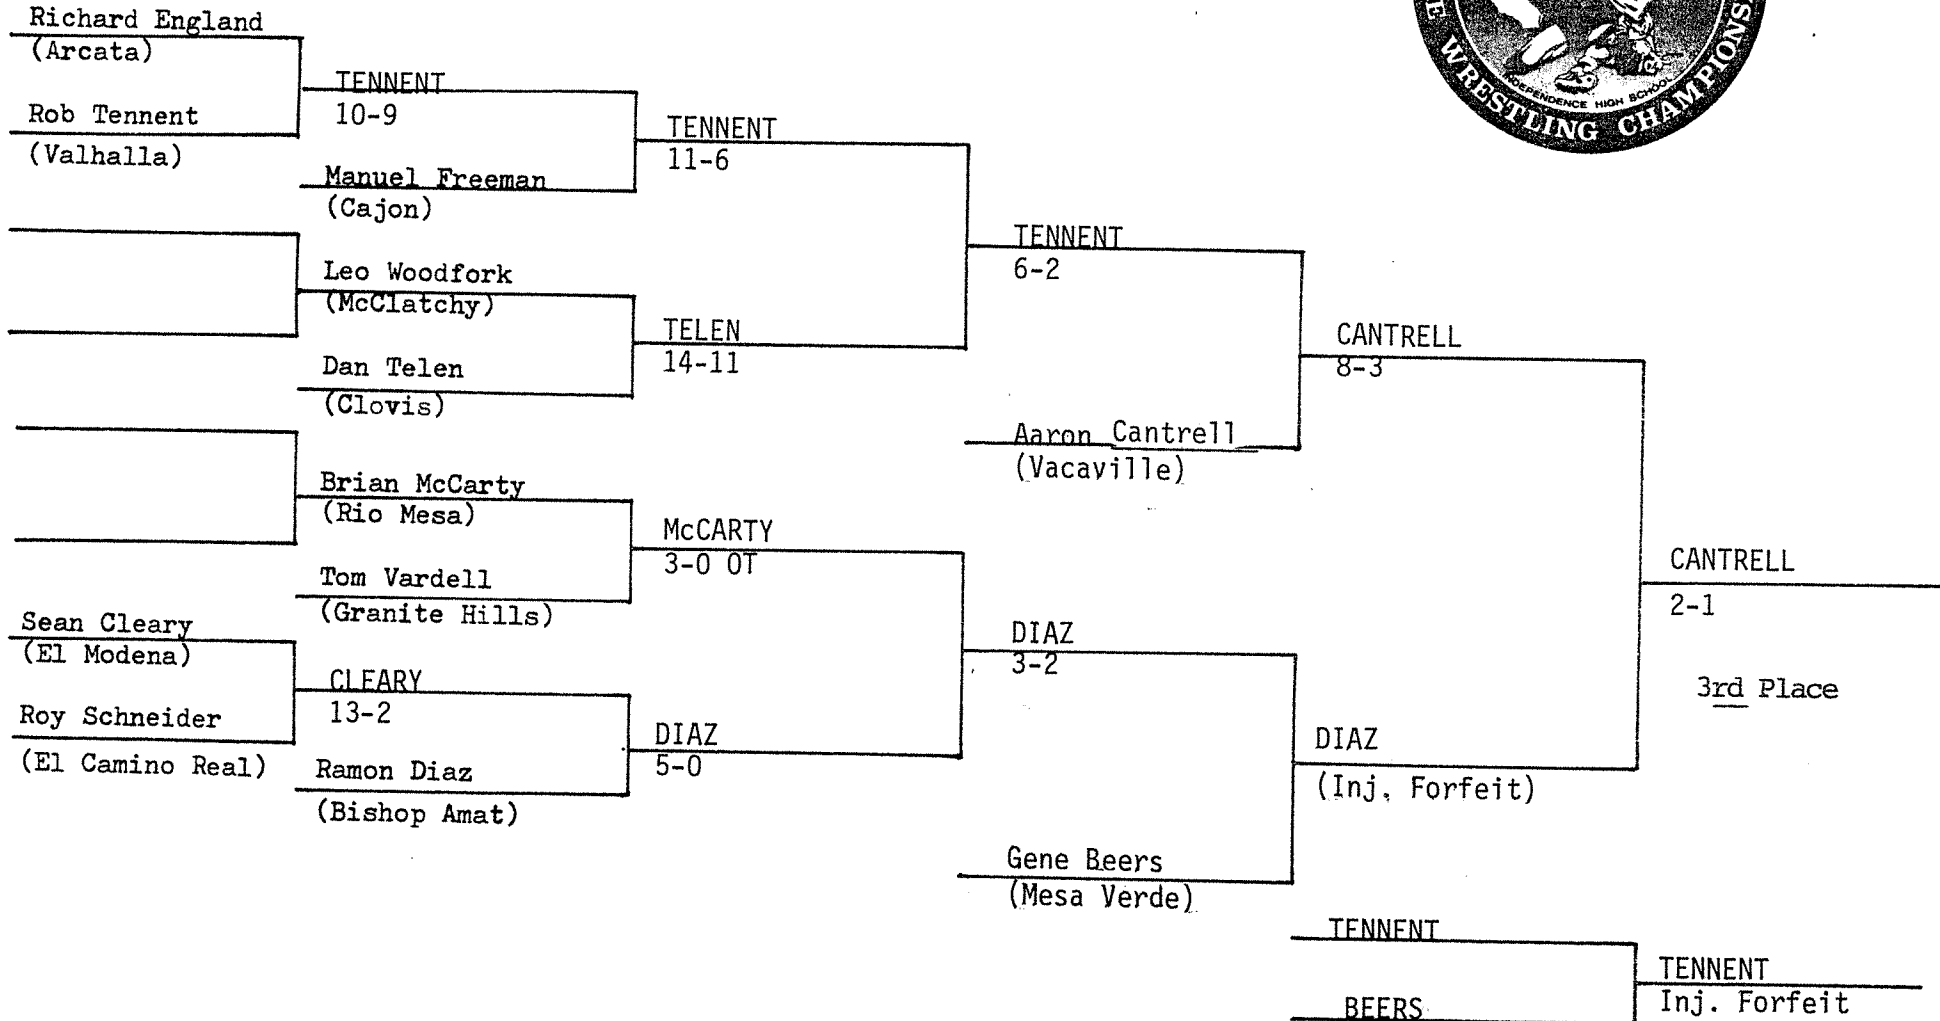 Richard England
(Arcata)
Rob Tennent
(Valhalla)
TENNENT
10-9
Manuel Freeman
(Cajon)
TENNENT
11-6
Leo Woodfork
(McClatchy)
Dan Telen
(Clovis)
TELEN
14-11
TENNENT
6-2
Aaron Cantrell
(Vacaville)
CANTRELL
8-3
Brian McCarty
(Rio Mesa)
Tom Vardell
(Granite Hills)
McCARTY
3-0 OT
Sean Cleary
(El Modena)
Roy Schneider
(El Camino Real)
CLEARY
13-2
Ramon Diaz
(Bishop Amat)
DIAZ
5-0
DIAZ
3-2
Gene Beers
(Mesa Verde)
DIAZ
(Inj. Forfeit)
CANTRELL
2-1
3rd Place
TENNENT
BEERS
TENNENT
Inj. Forfeit
WRESTLING CHAMPIONS
INDEPENDENCE HIGH SCHOOL